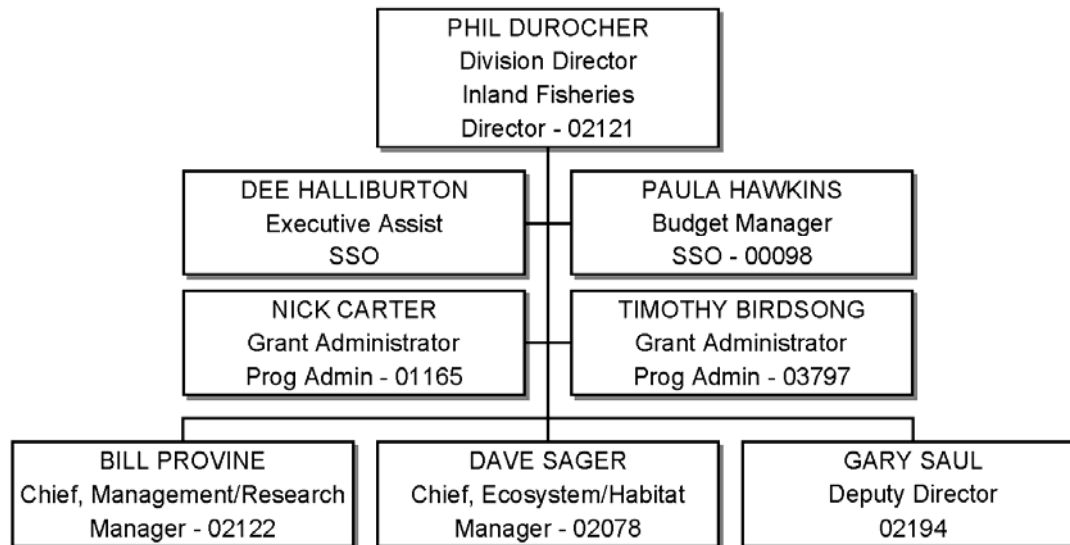 PHIL DUROCHER
Division Director
Inland Fisheries
Director - 02121
DEE HALLIBURTON
Executive Assist
SSO
PAULA HAWKINS
Budget Manager
SSO - 00098
NICK CARTER
Grant Administrator
Prog Admin - 01165
TIMOTHY BIRDSONG
Grant Administrator
Prog Admin - 03797
BILL PROVINE
Chief, Management/Research
Manager - 02122
DAVE SAGER
Chief, Ecosystem/Habitat
Manager - 02078
GARY SAUL
Deputy Director
02194